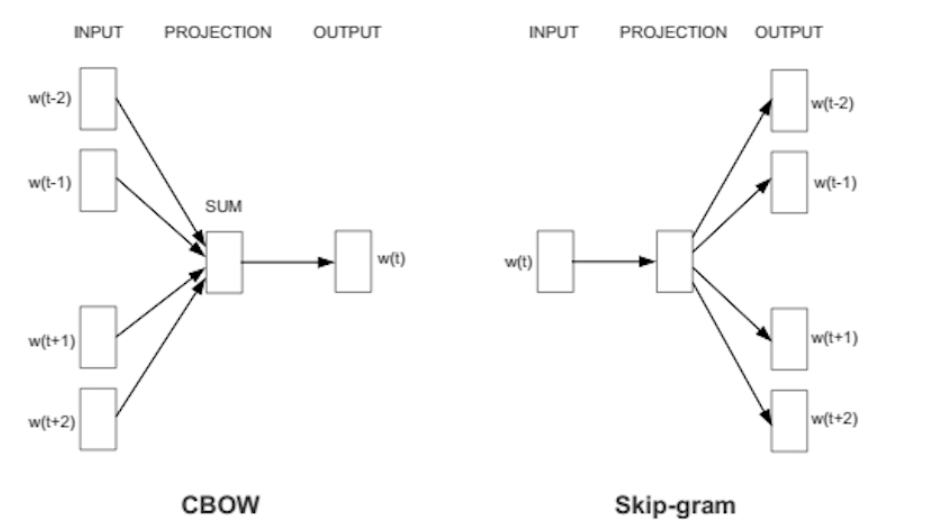 INPUT PROJECTION OUTPUT
w(t-2)
w(t-1)
SUM
w(t)
w(t+1)
w(t+2)
CBOW
INPUT PROJECTION OUTPUT
w(t-2)
w(t-1)
w(t)
w(t+1)
w(t+2)
Skip-gram